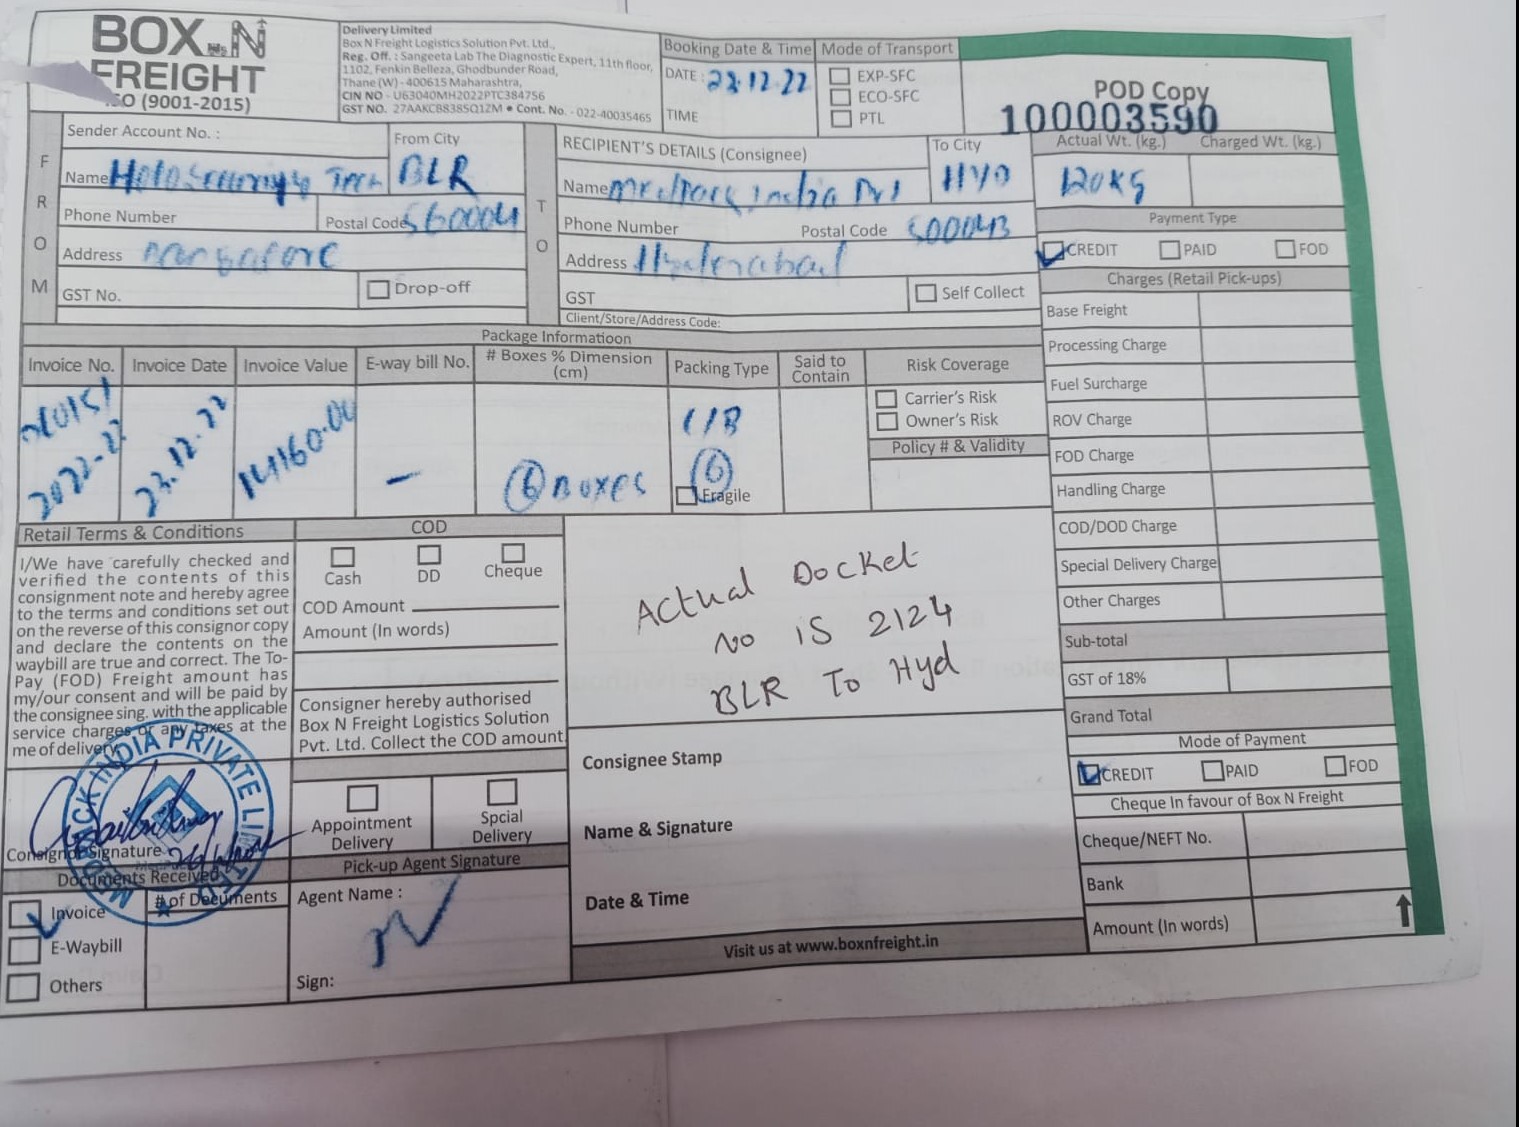 BOX N
FREIGHT
ISO (9001-2015)
Delivery Limited
Box N Freight Logistics Solution Pvt. Ltd.,
Reg. Off. : Sangeeta Lab The Diagnostic Expert, 11th floor,
1102, Fenkin Belleza, Ghodbunder Road,
Thane (W) - 400615 Maharashtra,
CIN NO - U63040MH2022PTC384756
GST NO. 27AAKCB8385Q1ZM • Cont. No. - 022-40035465
Booking Date & Time
DATE : 23.12.22
TIME
Mode of Transport
EXP-SFC
ECO-SFC
PTL
POD Copy
100003590
FROM
Sender Account No. :
From City
BLR
Name
Phone Number
Postal Code 560004
Address Bangalore
GST No.
Drop-off
TO
RECIPIENT'S DETAILS (Consignee)
To City
HYD
Name Medpack India Pvt
Phone Number
Postal Code 500043
Address Hyderabad
GST
Self Collect
Client/Store/Address Code:
Actual Wt. (kg.) Charged Wt. (kg.)
120KG
Payment Type
CREDIT PAID FOD
Charges (Retail Pick-ups)
Base Freight
Processing Charge
Fuel Surcharge
ROV Charge
FOD Charge
Handling Charge
COD/DOD Charge
Special Delivery Charge
Other Charges
Sub-total
GST of 18%
Grand Total
Mode of Payment
CREDIT PAID FOD
Cheque In favour of Box N Freight
Cheque/NEFT No.
Bank
Amount (In words)
Package Informatioon
Invoice No. Invoice Date Invoice Value E-way bill No. # Boxes % Dimension (cm) Packing Type Said to Contain Risk Coverage
2022-23
23.12.22
14160.00
—
6 BOXES
C/B
6
Fragile
Carrier's Risk
Owner's Risk
Policy # & Validity
Retail Terms & Conditions
I/We have carefully checked and
verified the contents of this
consignment note and hereby agree
to the terms and conditions set out
on the reverse of this consignor copy
and declare the contents on the
waybill are true and correct. The To-
Pay (FOD) Freight amount has
my/our consent and will be paid by
the consignee sing. with the applicable
service charges or any taxes at the
me of delivery.
MEDPACK INDIA PRIVATE LIMITED
Consignor Signature
Documents Received
Invoice
E-Waybill
Others
# of Decuments
COD
Cash DD Cheque
COD Amount
Amount (In words)
Consigner hereby authorised
Box N Freight Logistics Solution
Pvt. Ltd. Collect the COD amount
Appointment Delivery
Spcial Delivery
Pick-up Agent Signature
Agent Name :
Sign:
Actual Docket
No is 2124
BLR To Hyd
Consignee Stamp
Name & Signature
Date & Time
Visit us at www.boxnfreight.in